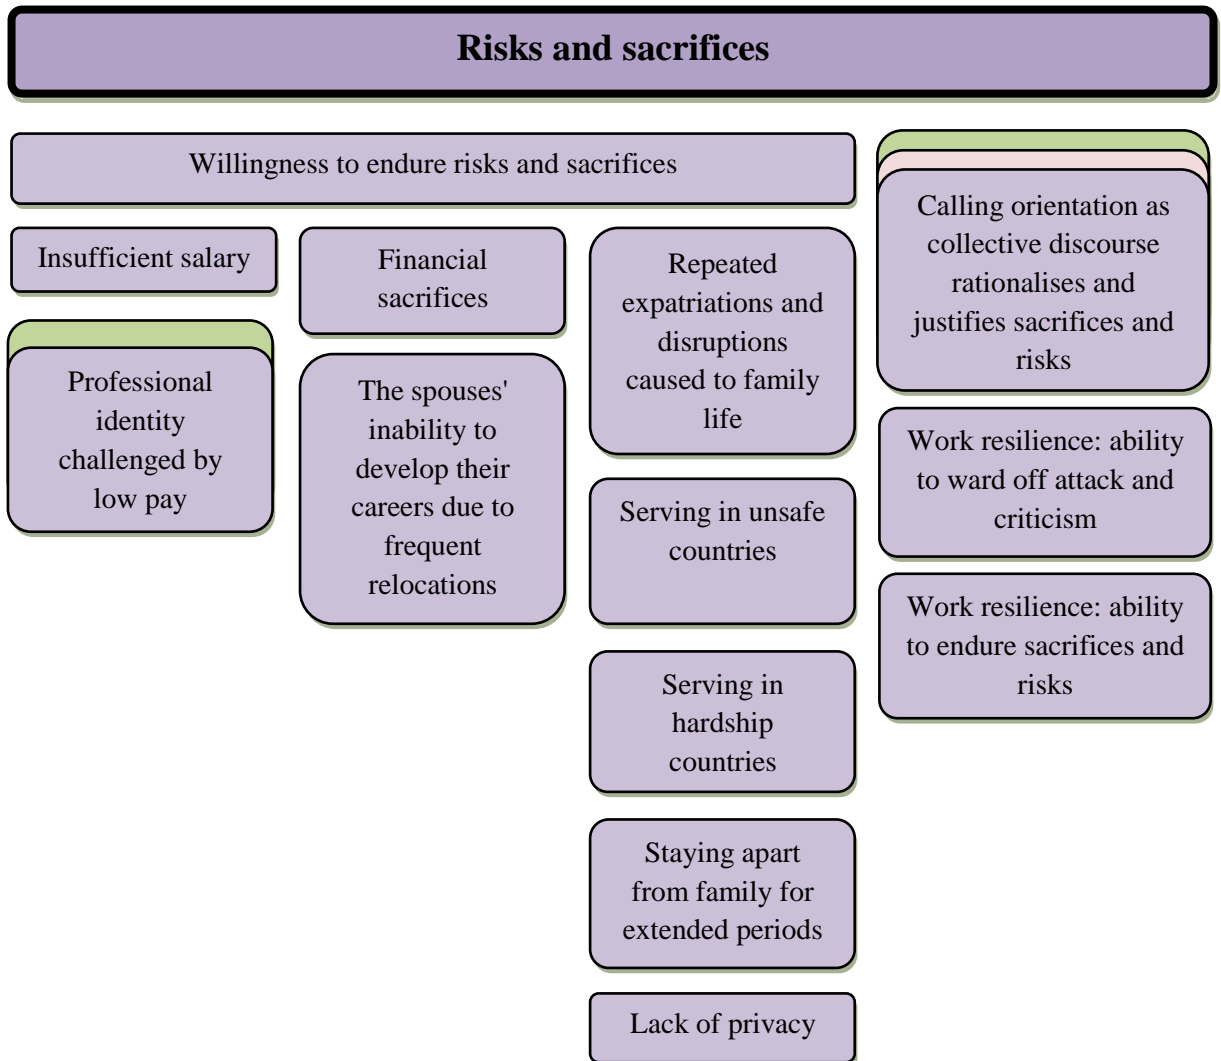 Risks and sacrifices
Willingness to endure risks and sacrifices
Insufficient salary
Professional
identity
challenged by
low pay
Financial
sacrifices
The spouses'
inability to
develop their
careers due to
frequent
relocations
Repeated
expatriations and
disruptions
caused to family
life
Serving in unsafe
countries
Serving in
hardship
countries
Staying apart
from family for
extended periods
Lack of privacy
Calling orientation as
collective discourse
rationalises and
justifies sacrifices and
risks
Work resilience: ability
to ward off attack and
criticism
Work resilience: ability
to endure sacrifices and
risks